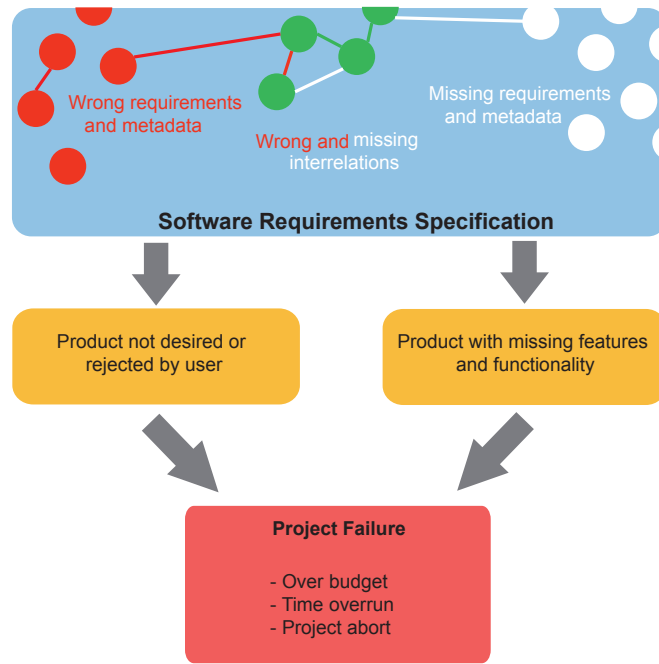 Wrong requirements
and metadata
Wrong and missing
interrelations
Missing requirements
and metadata
Software Requirements Specification
Product not desired or
rejected by user
Product with missing features
and functionality
Project Failure
- Over budget
- Time overrun
- Project abort